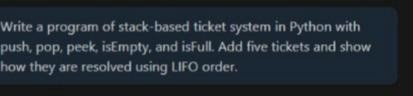 Write a program of stack-based ticket system in Python with
push, pop, peek, isEmpty, and isFull. Add five tickets and show
how they are resolved using LIFO order.